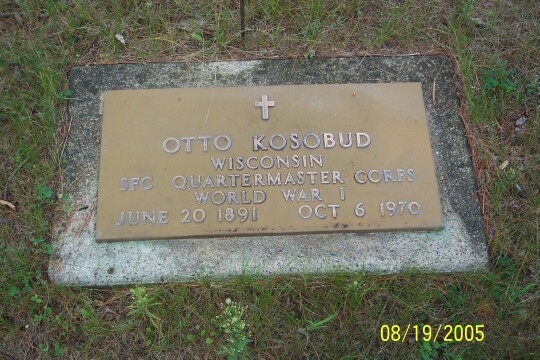 OTTO KOSOBUD
WISCONSIN
SFC QUARTERMASTER CORPS
WORLD WAR I
JUNE 20 1891 OCT 6 1970
08/19/2005